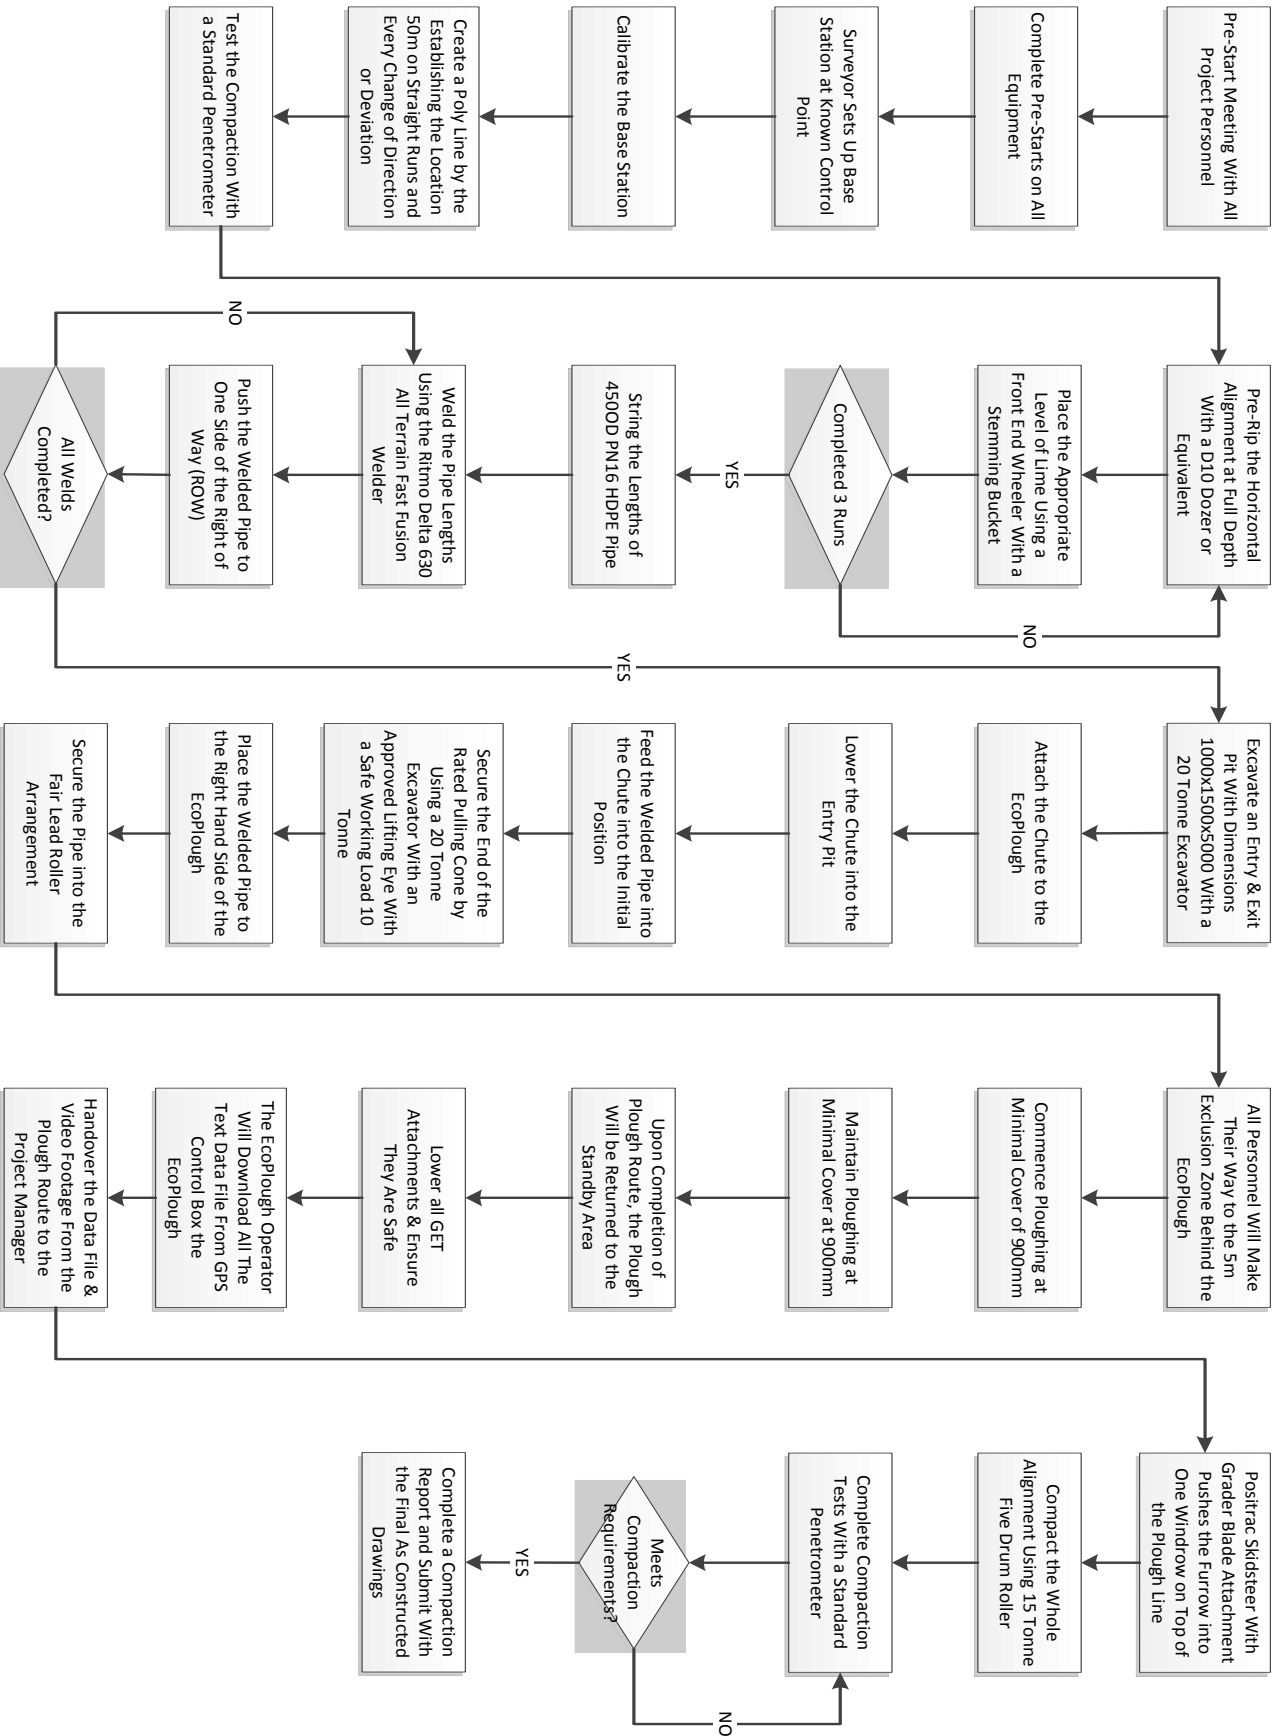 Pre-Start Meeting With All
Project Personnel
Complete Pre-Starts on All
Equipment
Surveyor Sets Up Base
Station at Known Control
Point
Calibrate the Base Station
Create a Poly Line by the
Establishing the Location
50m on Straight Runs and
Every Change of Direction
or Deviation
Test the Compaction With
a Standard Penetrometer
Pre-Rip the Horizontal
Alignment at Full Depth
With a D10 Dozer or
Equivalent
Place the Appropriate
Level of Lime Using a
Front End Wheeler With a
Stemming Bucket
Completed 3 Runs
NO
YES
String the Lengths of
450OD PN16 HDPE Pipe
Weld the Pipe Lengths
Using the Ritmo Delta 630
All Terrain Fast Fusion
Welder
Push the Welded Pipe to
One Side of the Right of
Way (ROW)
All Welds
Completed?
NO
YES
Excavate an Entry & Exit
Pit With Dimensions
1000x1500x5000 With a
20 Tonne Excavator
Attach the Chute to the
EcoPlough
Lower the Chute into the
Entry Pit
Feed the Welded Pipe into
the Chute into the Initial
Position
Secure the End of the
Rated Pulling Cone by
Using a 20 Tonne
Excavator With an
Approved Lifting Eye With
a Safe Working Load 10
Tonne
Place the Welded Pipe to
the Right Hand Side of the
EcoPlough
Secure the Pipe into the
Fair Lead Roller
Arrangement
All Personnel Will Make
Their Way to the 5m
Exclusion Zone Behind the
EcoPlough
Commence Ploughing at
Minimal Cover of 900mm
Maintain Ploughing at
Minimal Cover at 900mm
Upon Completion of
Plough Route, the Plough
Will be Returned to the
Standby Area
Lower all GET
Attachments & Ensure
They Are Safe
The EcoPlough Operator
Will Download All The
Text Data File From GPS
Control Box the
EcoPlough
Handover the Data File &
Video Footage From the
Plough Route to the
Project Manager
Positrac Skidsteer With
Grader Blade Attachment
Pushes the Furrow into
One Windrow on Top of
the Plough Line
Compact the Whole
Alignment Using 15 Tonne
Five Drum Roller
Complete Compaction
Tests With a Standard
Penetrometer
Meets
Compaction
Requirements?
NO
YES
Complete a Compaction
Report and Submit With
the Final As Constructed
Drawings